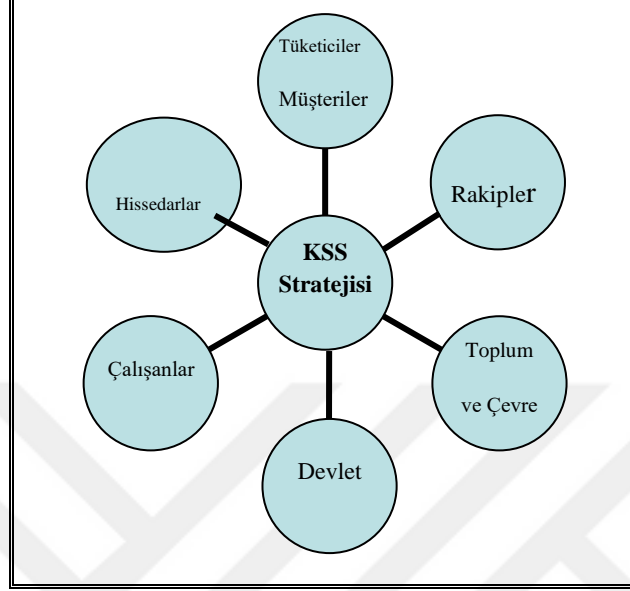 Tüketiciler
Müşteriler
Hissedarlar
Rakipler
KSS
Stratejisi
Çalışanlar
Toplum
ve Çevre
Devlet